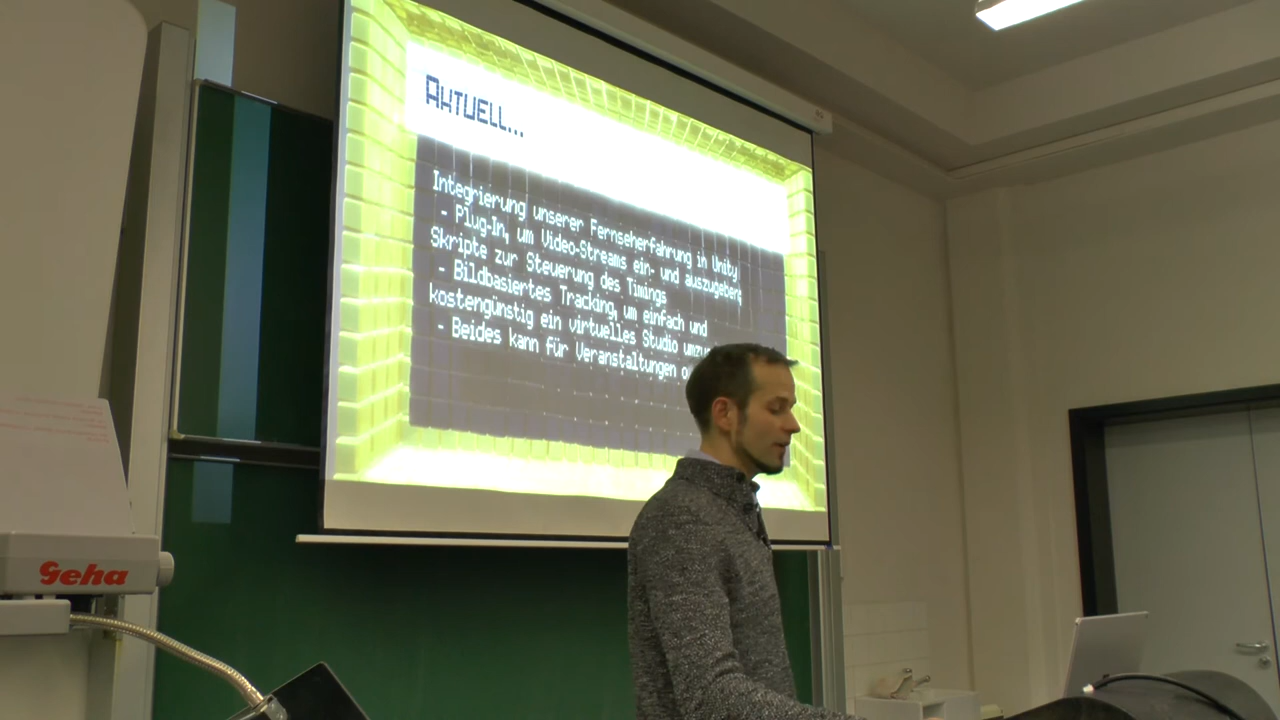 AKTUELL...
Integrierung unserer Fernseherfahrung in Unity
- Plug-In, um Video-Streams ein- und auszugeben,
Skripte zur Steuerung des Timings
- Bildbasiertes Tracking, um einfach und
kostengünstig ein virtuelles Studio
- Beides kann für Veranstaltungen
Geha